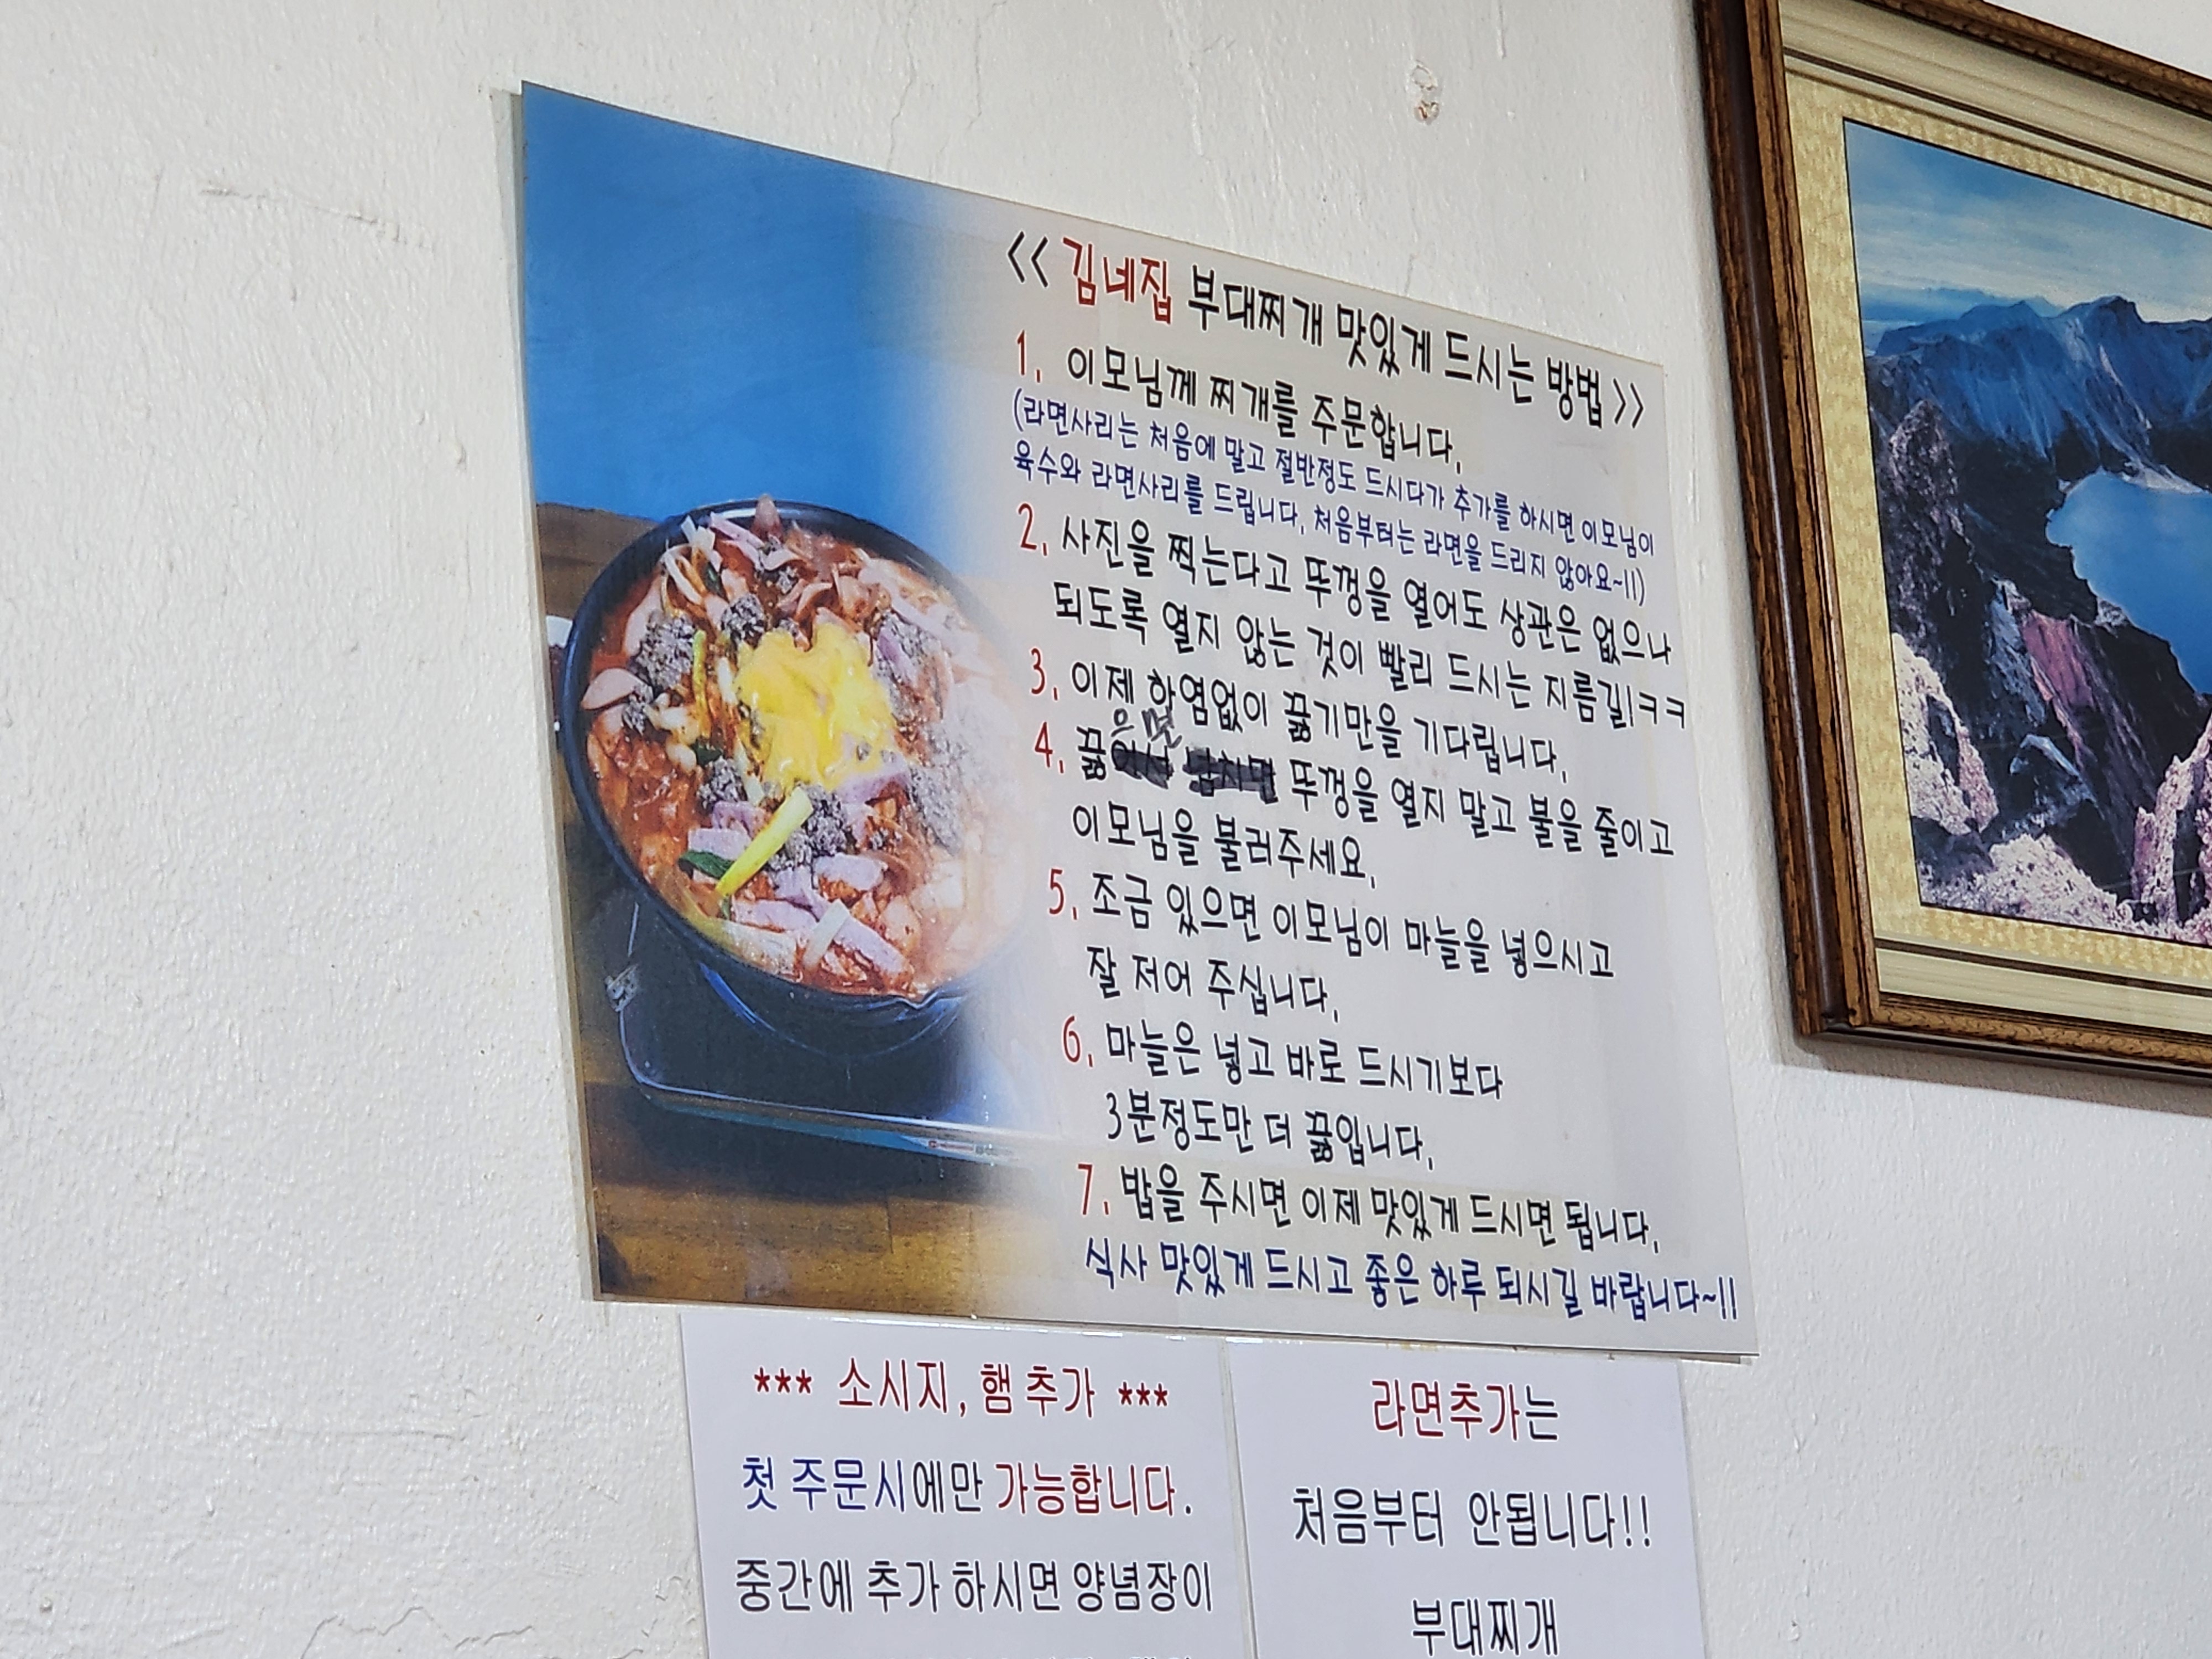 << 김네집 부대찌개 맛있게 드시는 방법 >>
1. 이모님께 찌개를 주문합니다.
(라면사리는 처음에 말고 절반정도 드시다가 추가를 하시면 이모님이
육수와 라면사리를 드립니다, 처음부터는 라면을 드리지 않아요~!!)
2. 사진을 찍는다고 뚜껑을 열어도 상관은 없으나
되도록 열지 않는 것이 빨리 드시는 지름길!ㅋㅋ
3. 이제 하염없이 끓기만을 기다립니다.
4. 끓으면 뚜껑을 열지 말고 불을 줄이고
이모님을 불러주세요.
5. 조금 있으면 이모님이 마늘을 넣으시고
잘 저어 주십니다.
6. 마늘은 넣고 바로 드시기보다
3분정도만 더 끓입니다.
7. 밥을 주시면 이제 맛있게 드시면 됩니다.
식사 맛있게 드시고 좋은 하루 되시길 바랍니다~!!
*** 소시지, 햄 추가 ***
첫 주문시에만 가능합니다.
중간에 추가 하시면 양념장이
라면추가는
처음부터 안됩니다!!
부대찌개